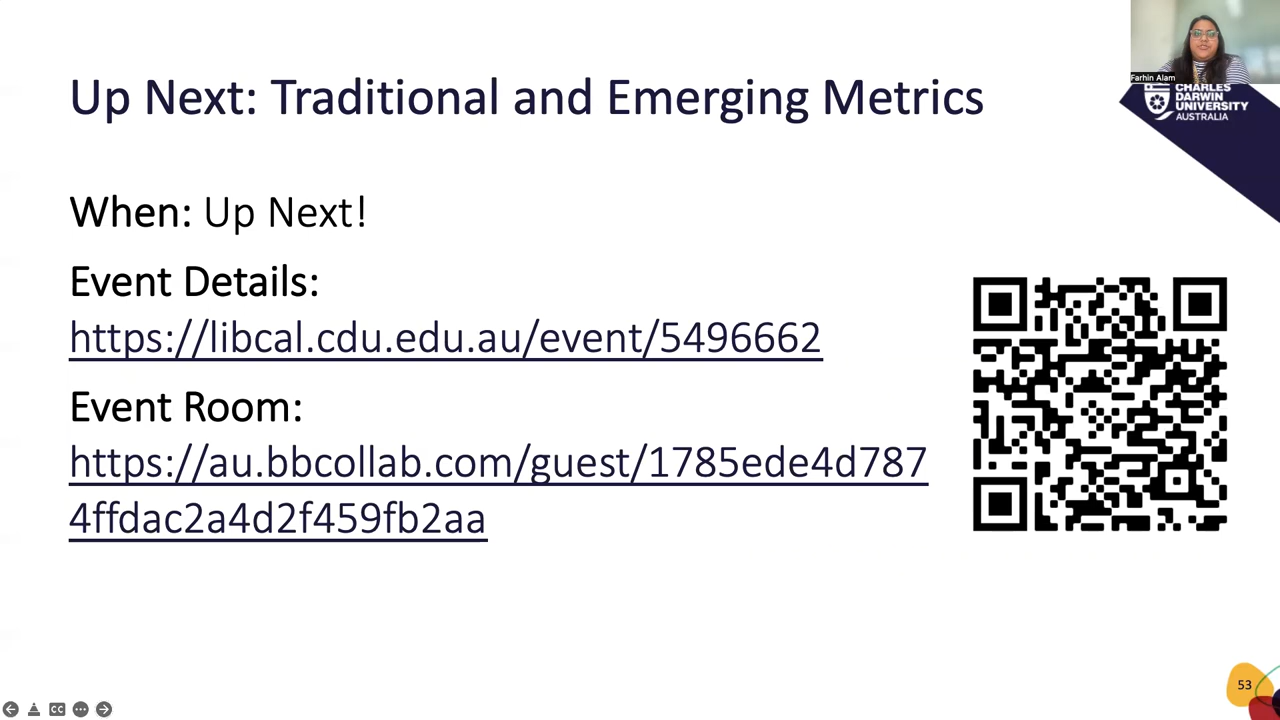 Farhin Alam
CHARLES
DARWIN
UNIVERSITY
AUSTRALIA
Up Next: Traditional and Emerging Metrics
When: Up Next!
Event Details:
https://libcal.cdu.edu.au/event/5496662
Event Room:
https://au.bbcollab.com/guest/1785ede4d787
4ffdac2a4d2f459fb2aa
CC
53